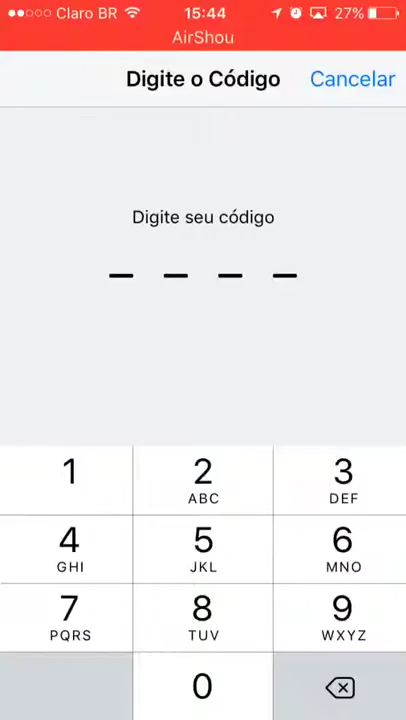 Claro BR 15:44 27%
AirShou
Digite o Código Cancelar
Digite seu código
1 2 3
ABC DEF
4 5 6
GHI JKL MNO
7 8 9
PQRS TUV WXYZ
0